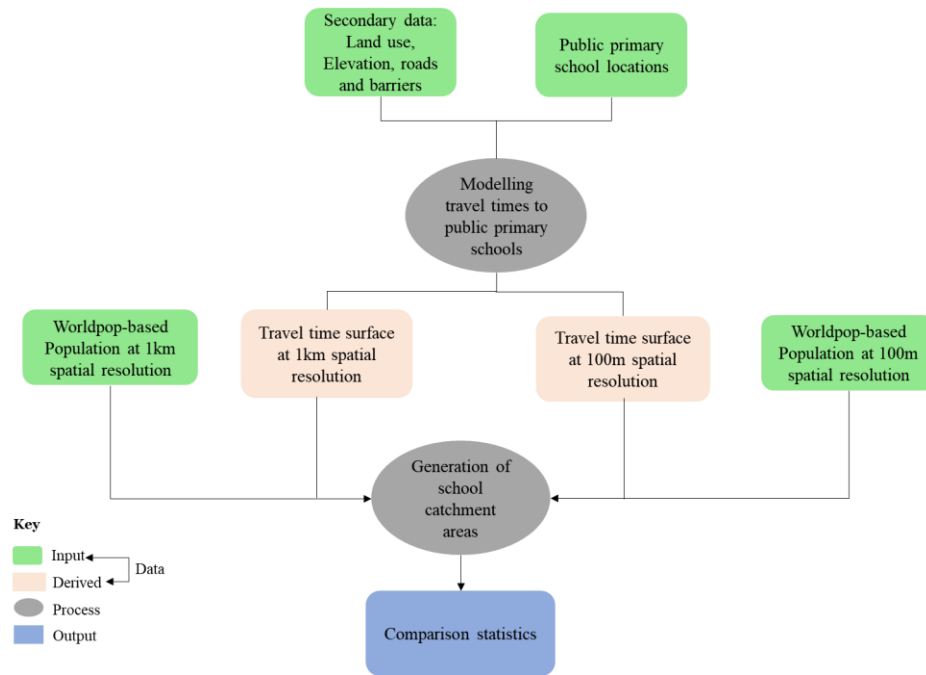 Secondary data:
Land use,
Elevation, roads
and barriers
Public primary
school locations
Modelling
travel times to
public primary
schools
Worldpop-based
Population at 1km
spatial resolution
Travel time surface
at 1km spatial
resolution
Travel time surface
at 100m spatial
resolution
Worldpop-based
Population at 100m
spatial resolution
Generation of
school
catchment
areas
Key
Input
Data
Derived
Process
Output
Comparison statistics